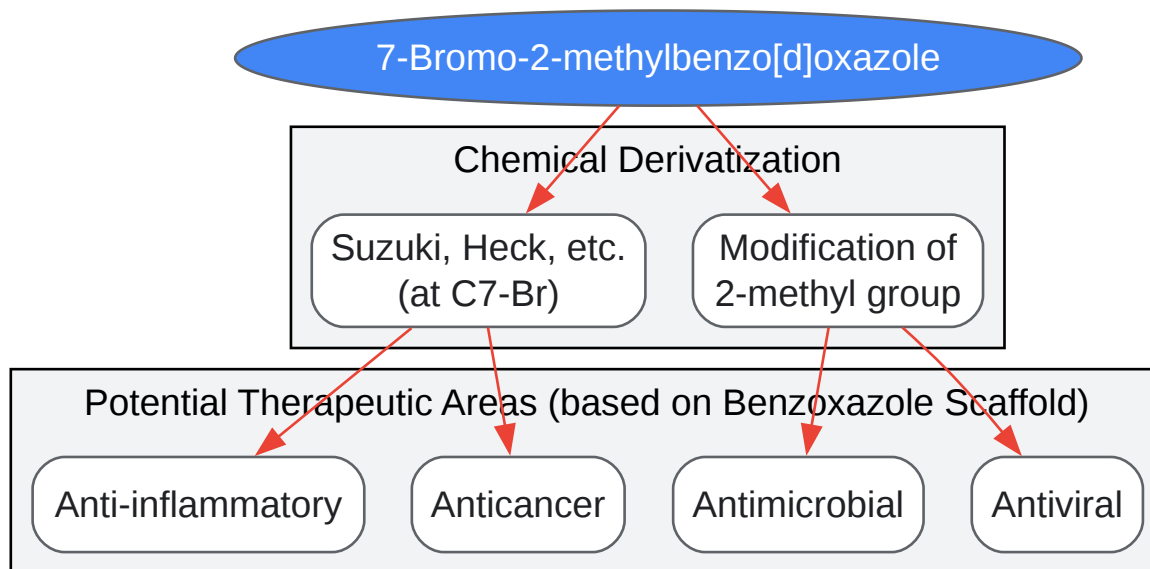 7-Bromo-2-methylbenzo[d]oxazole
Chemical Derivatization
Suzuki, Heck, etc.
(at C7-Br)
Modification of
2-methyl group
Potential Therapeutic Areas (based on Benzoxazole Scaffold)
Anti-inflammatory
Anticancer
Antimicrobial
Antiviral